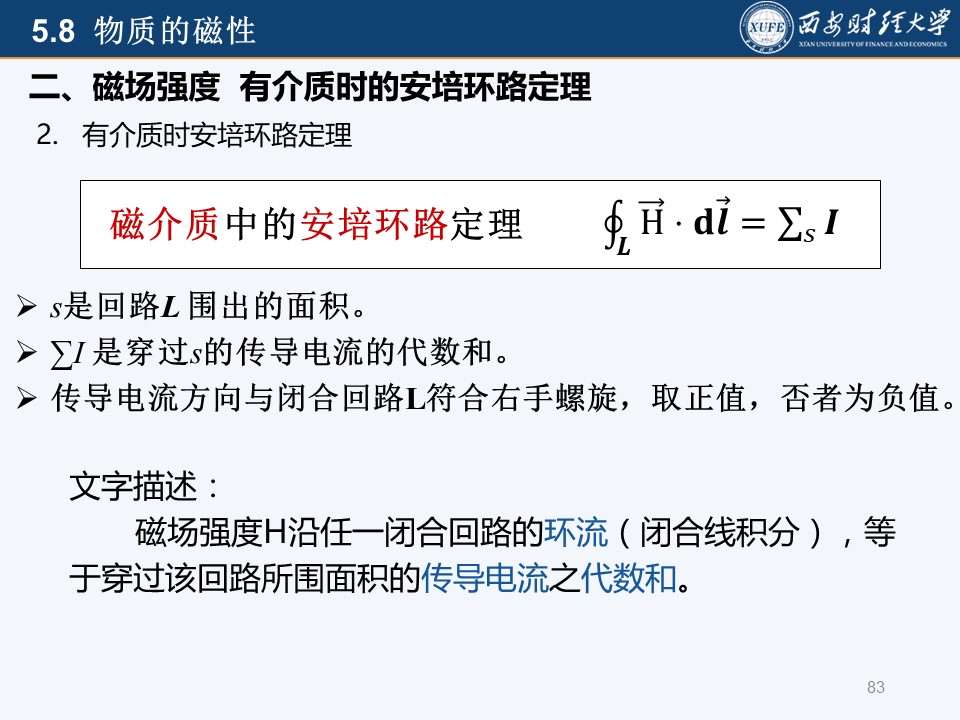 5.8 物质的磁性
XUFE
西安财经大学
XI'AN UNIVERSITY OF FINANCE AND ECONOMICS
二、磁场强度 有介质时的安培环路定理
2. 有介质时安培环路定理
磁介质中的安培环路定理 ∮_L H⃗ · dl⃗ = ∑_s I
➢ s是回路L 围出的面积。
➢ ∑I 是穿过s的传导电流的代数和。
➢ 传导电流方向与闭合回路L符合右手螺旋，取正值，否者为负值。
文字描述：
磁场强度H沿任一闭合回路的环流（闭合线积分），等
于穿过该回路所围面积的传导电流之代数和。
83